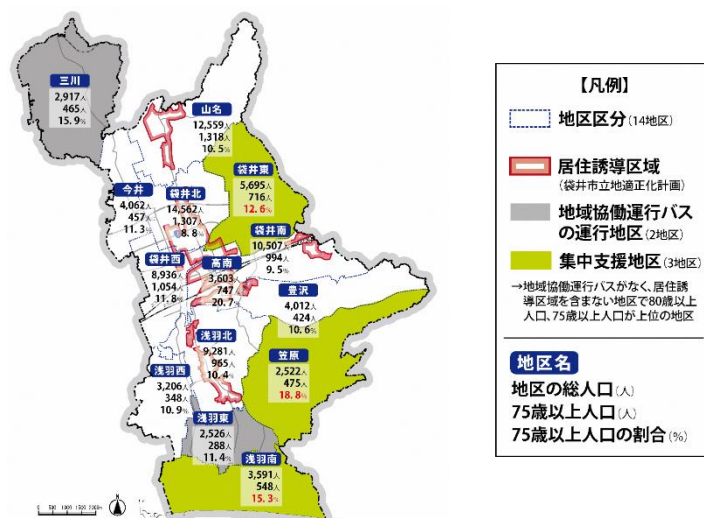 三川
2,917人
465人
15.9%
山名
12,559人
1,318人
10.5%
袋井東
5,695人
716人
12.6%
今井
4,062人
457人
11.3%
袋井北
14,562人
1,307人
8.8%
袋井南
10,507人
994人
9.5%
袋井西
8,936人
1,054人
11.8%
高南
3,603人
747人
20.7%
豊沢
4,012人
424人
10.6%
浅羽北
9,281人
965人
10.4%
笠原
2,522人
475人
18.8%
浅羽西
3,206人
348人
10.9%
浅羽東
2,526人
288人
11.4%
浅羽南
3,591人
548人
15.3%
0 500 1000 1500 2000m
N
【凡例】
地区区分(14地区)
居住誘導区域
(袋井市立地適正化計画)
地域協働運行バス
の運行地区(2地区)
集中支援地区(3地区)
→地域協働運行バスがなく、居住誘
導区域を含まない地区で80歳以上
人口、75歳以上人口が上位の地区
地区名
地区の総人口(人)
75歳以上人口(人)
75歳以上人口の割合(%)